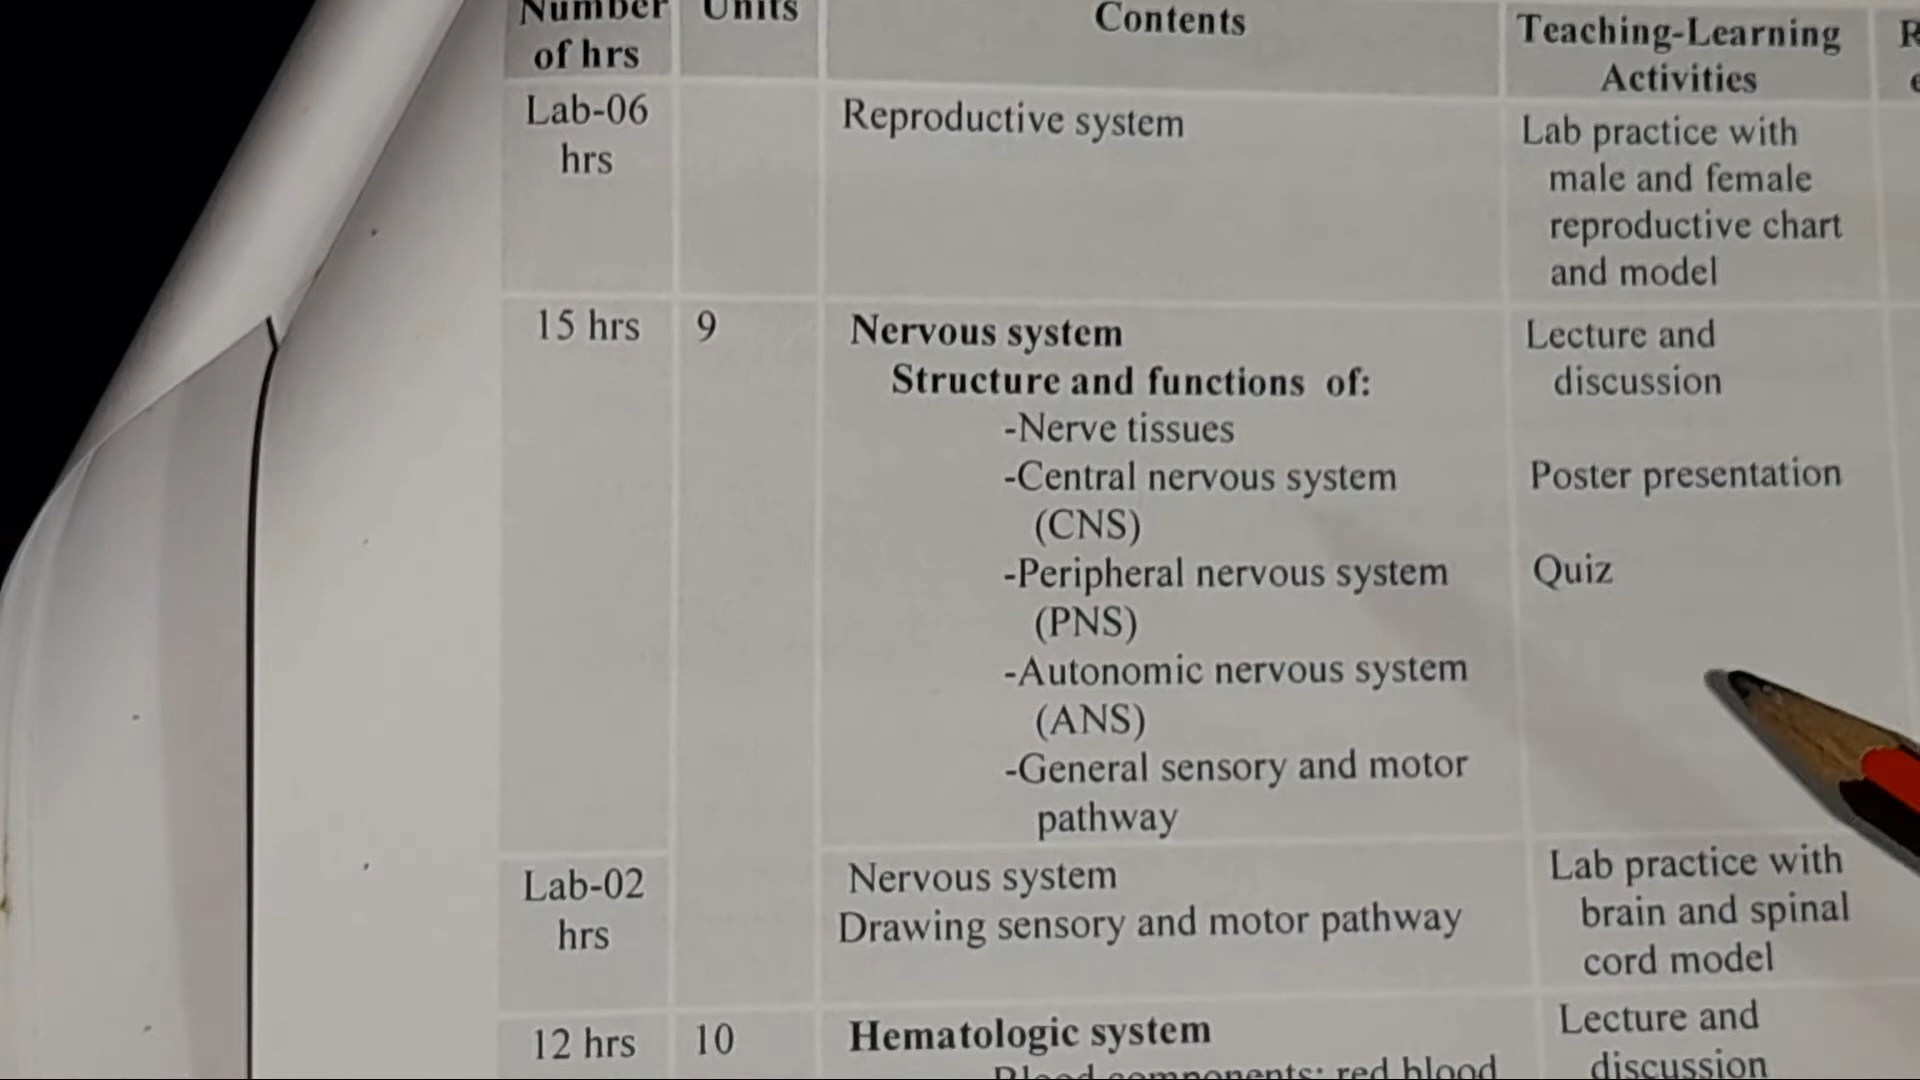 Number
of hrs
Units
Contents
Teaching-Learning
Activities
Lab-06
hrs
Reproductive system
Lab practice with
male and female
reproductive chart
and model
15 hrs
9
Nervous system
Structure and functions of:
-Nerve tissues
-Central nervous system
(CNS)
-Peripheral nervous system
(PNS)
-Autonomic nervous system
(ANS)
-General sensory and motor
pathway
Lecture and
discussion
Poster presentation
Quiz
Lab-02
hrs
Nervous system
Drawing sensory and motor pathway
Lab practice with
brain and spinal
cord model
12 hrs
10
Hematologic system
Blood components: red blood
Lecture and
discussion